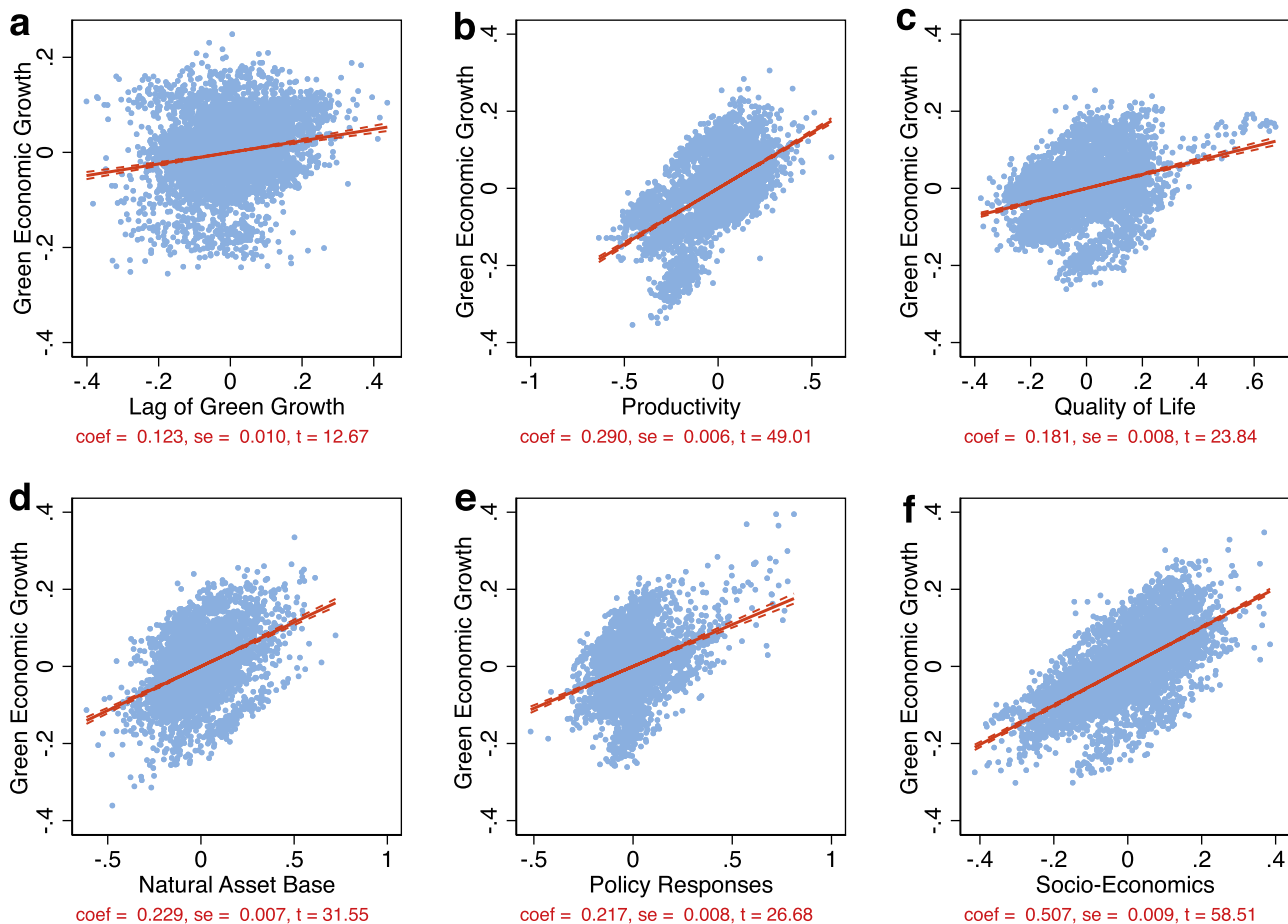 a
Green Economic Growth
.2
0
-.2
-.4
-.4 -.2 0 .2 .4
Lag of Green Growth
coef = 0.123, se = 0.010, t = 12.67
b
Green Economic Growth
.4
.2
0
-.2
-.4
-1 -.5 0 .5
Productivity
coef = 0.290, se = 0.006, t = 49.01
c
Green Economic Growth
.4
.2
0
-.2
-.4
-.4 -.2 0 .2 .4 .6
Quality of Life
coef = 0.181, se = 0.008, t = 23.84
d
Green Economic Growth
.4
.2
0
-.2
-.4
-.5 0 .5 1
Natural Asset Base
coef = 0.229, se = 0.007, t = 31.55
e
Green Economic Growth
.4
.2
0
-.2
-.4
-.5 0 .5 1
Policy Responses
coef = 0.217, se = 0.008, t = 26.68
f
Green Economic Growth
.4
.2
0
-.2
-.4
-.4 -.2 0 .2 .4
Socio-Economics
coef = 0.507, se = 0.009, t = 58.51